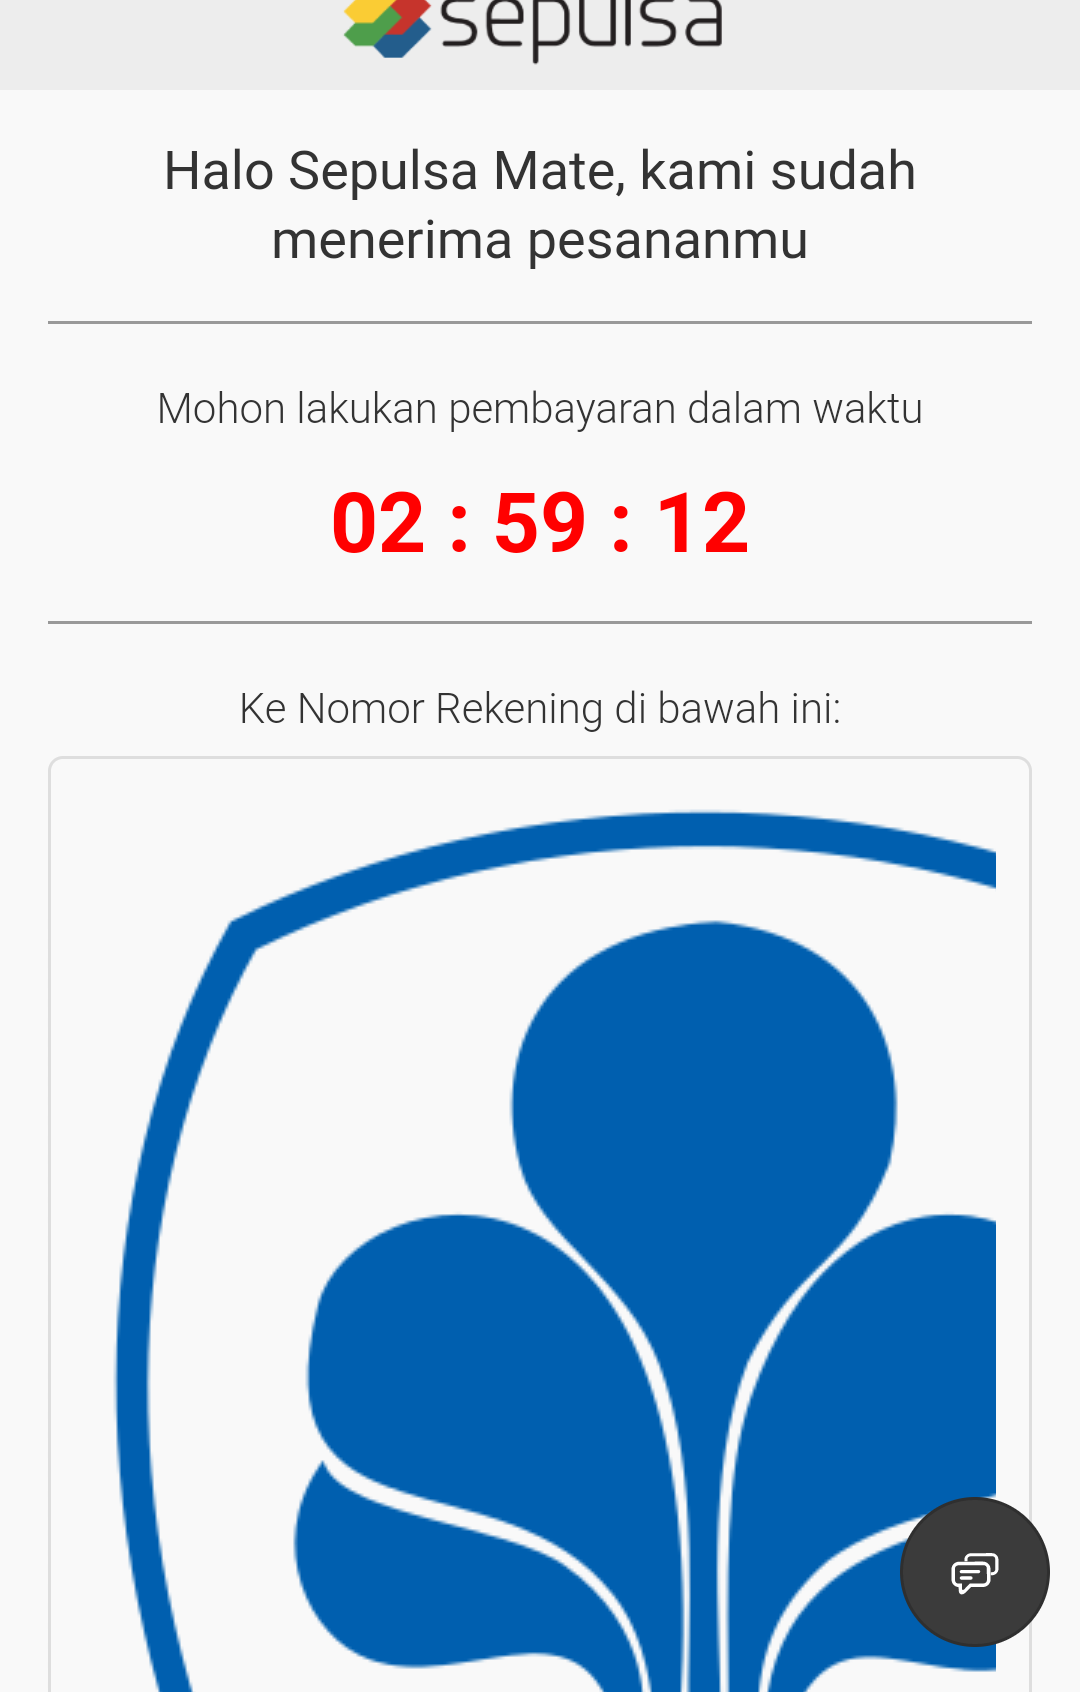 sepulsa
Halo Sepulsa Mate, kami sudah
menerima pesananmu
Mohon lakukan pembayaran dalam waktu
02 : 59 : 12
Ke Nomor Rekening di bawah ini: